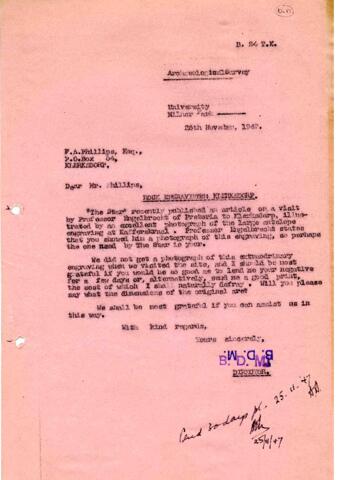 B. 24 T.K.
Archaeological Survey
University
Milner Park
25th November, 1947.
F.A.Phillips, Esq.,
P.O.Box 64,
KLERKSDORP.
Dear Mr. Phillips,
ROCK ENGRAVINGS: KLERKSDORP.
"The Star" recently published an article on a visit
by Professor Engelbrecht of Pretoria to Klerksdorp, illus-
trated by an excellent photograph of the large antelope
engraving at Kafferkraal. Professor Engelbrecht states
that you showed him a photograph of this engraving, so perhaps
the one used by the Star is your.
We did not get a photograph of this extraordinary
engraving when we visited the site, and I should be most
grateful if you would be so good as to lend me your negative
for a few days or, alternatively, send me a good print,
the cost of which I shall naturally defray. Will you please
say what the dimensions of the original are?
We shall be most grateful if you can assist us in
this way.
With kind regards,
Yours sincerely,
B. D. M.
B. D. M.
DIRECTOR.
25.11.47
25/11/47